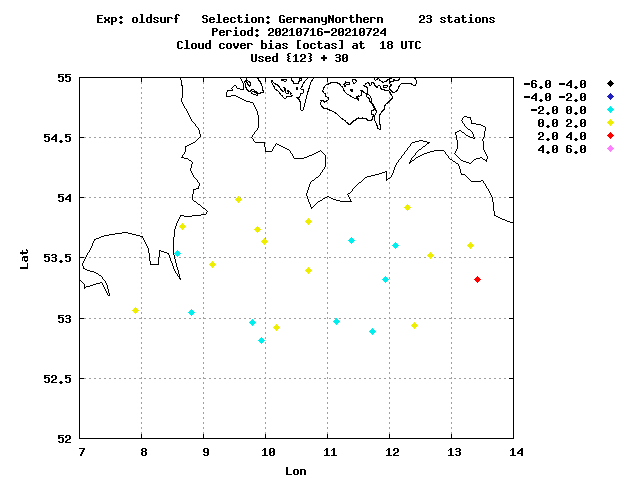 Exp: oldsurf   Selection: GermanyNorthern     23 stations
Period: 20210716-20210724
Cloud cover bias [octas] at  18 UTC
Used {12} + 30
-6.0 -4.0
-4.0 -2.0
-2.0 0.0
0.0 2.0
2.0 4.0
4.0 6.0
55
54.5
54
53.5
53
52.5
52
Lat
7 8 9 10 11 12 13 14
Lon